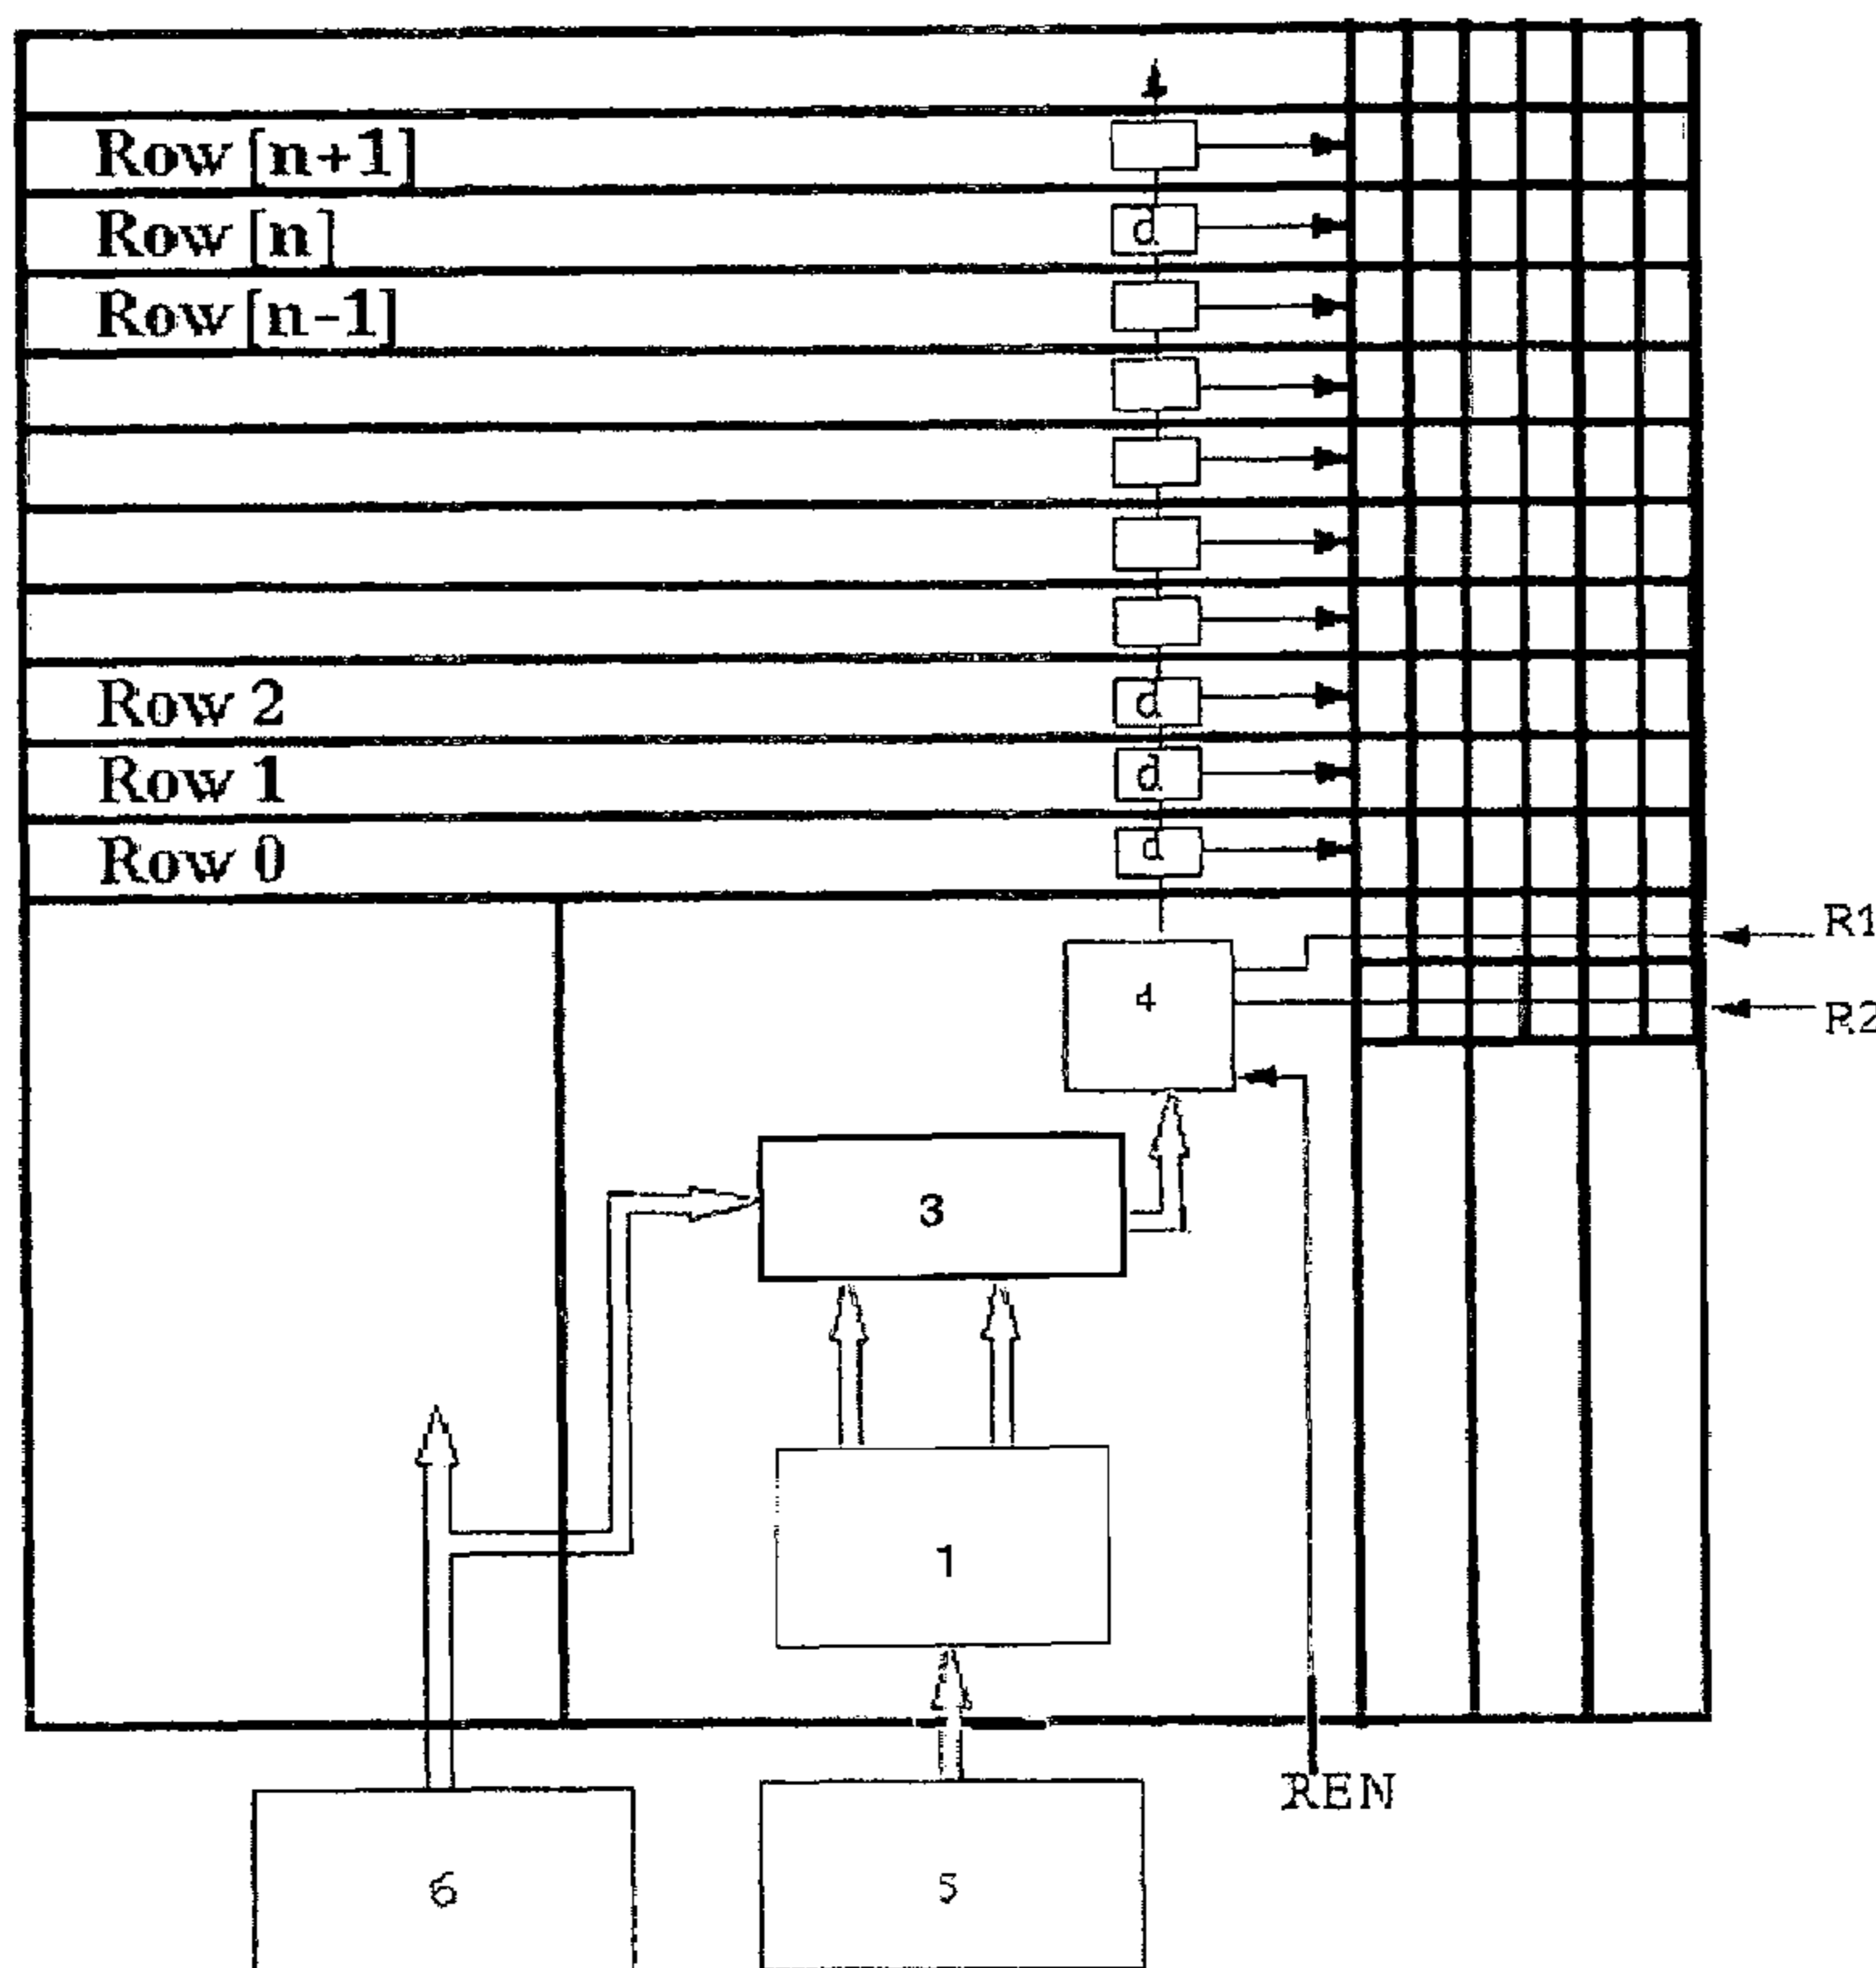 Row [n+1]
Row [n] d
Row [n-1]
Row 2 d
Row 1 d
Row 0 d
R1
4
R2
3
1
REN
6
5